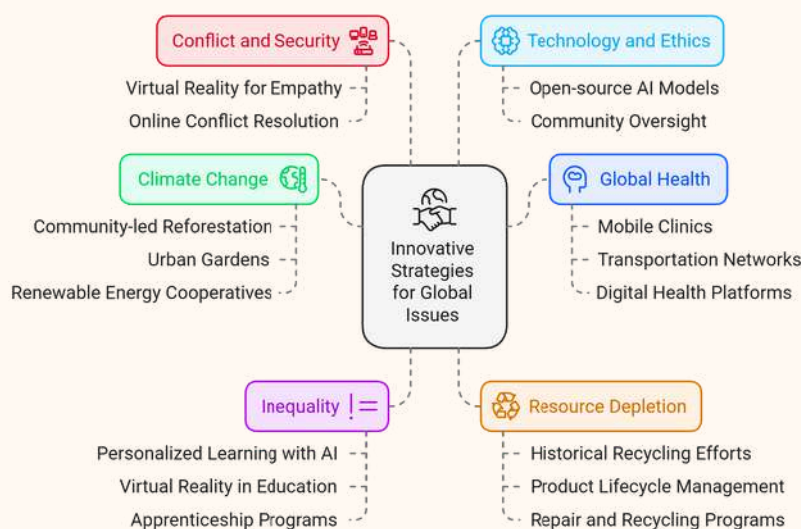 Conflict and Security
Virtual Reality for Empathy
Online Conflict Resolution
Technology and Ethics
Open-source AI Models
Community Oversight
Climate Change
Community-led Reforestation
Urban Gardens
Renewable Energy Cooperatives
Innovative
Strategies
for Global
Issues
Global Health
Mobile Clinics
Transportation Networks
Digital Health Platforms
Inequality
Personalized Learning with AI
Virtual Reality in Education
Apprenticeship Programs
Resource Depletion
Historical Recycling Efforts
Product Lifecycle Management
Repair and Recycling Programs